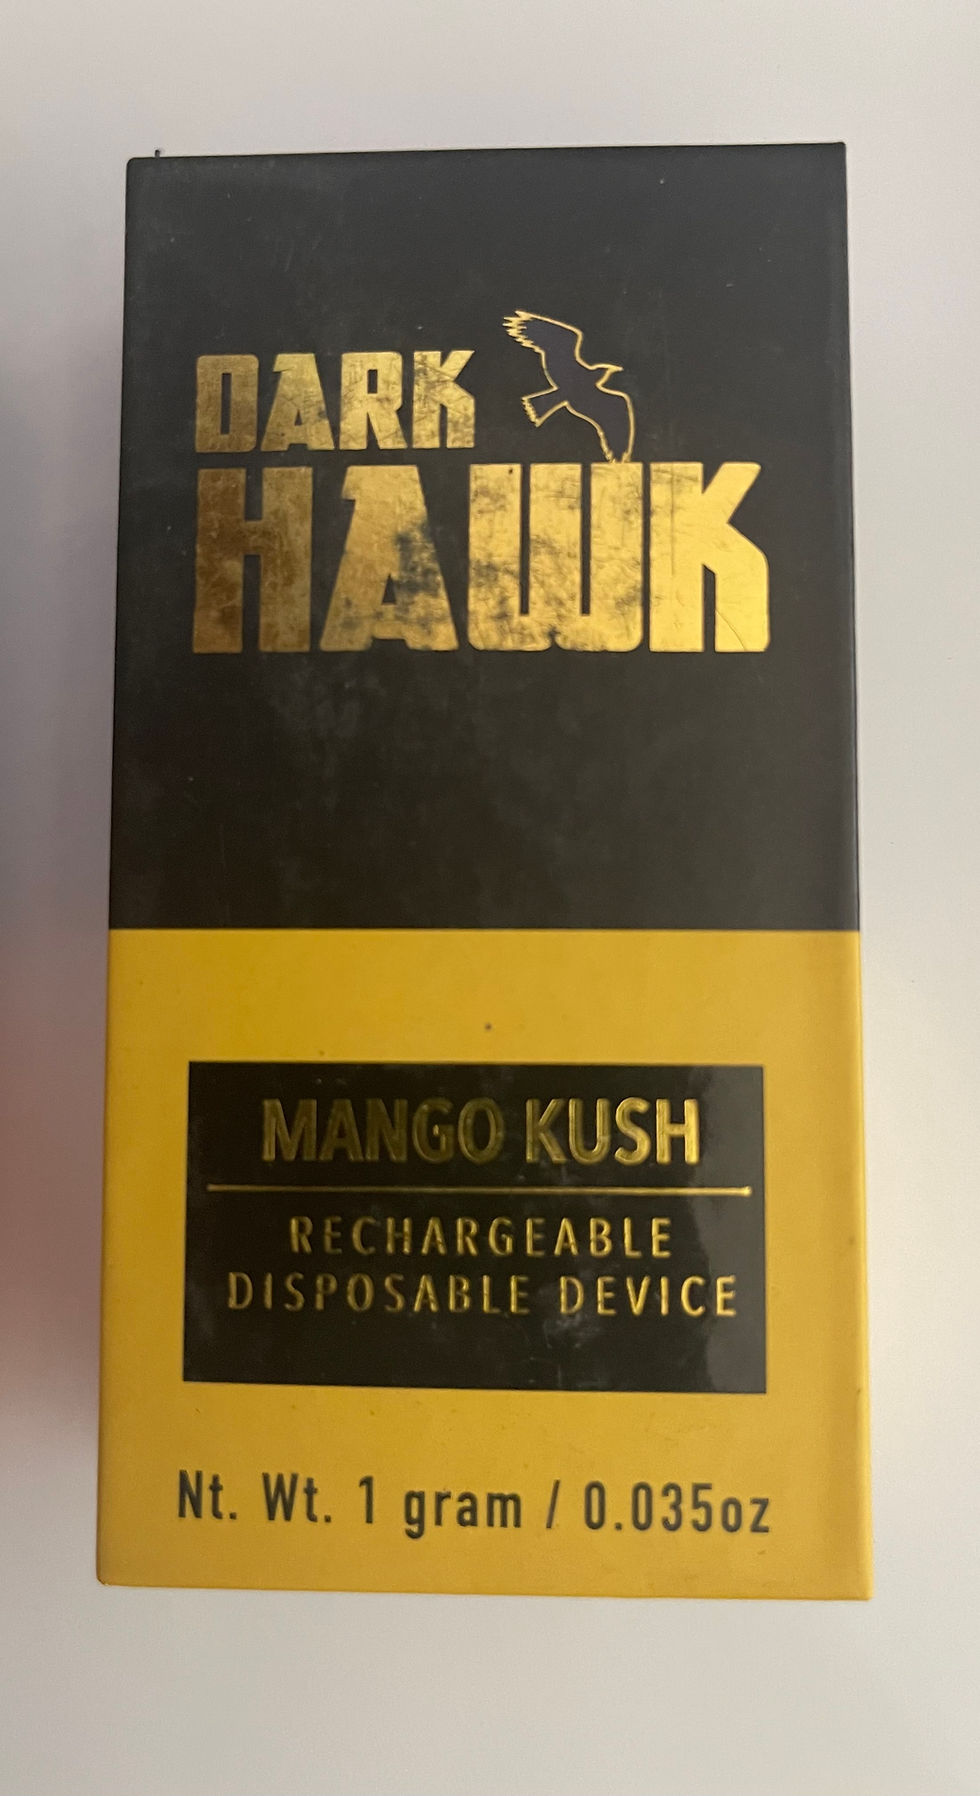 DARK
HAWK
MANGO KUSH
RECHARGEABLE
DISPOSABLE DEVICE
Nt. Wt. 1 gram / 0.035oz